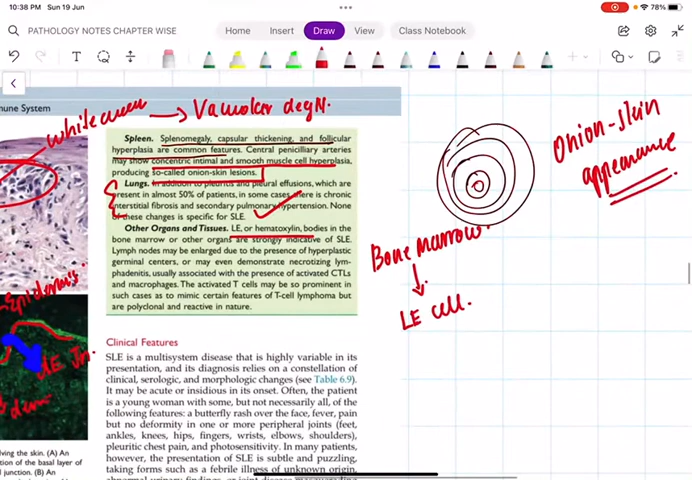 10:38 PM Sun 19 Jun
78%
PATHOLOGY NOTES CHAPTER WISE
Home Insert Draw View Class Notebook
mune System
white
Vacuolar degN.
Spleen. Splenomegaly, capsular thickening, and follicular
hyperplasia are common features. Central penicilliary arteries
may show concentric intimal and smooth muscle cell hyperplasia,
producing so-called onion-skin lesions.
Lungs. In addition to pleuritis and pleural effusions, which are
present in almost 50% of patients, in some cases there is chronic
interstitial fibrosis and secondary pulmonary hypertension. None
of these changes is specific for SLE.
Other Organs and Tissues. LE, or hematoxylin, bodies in the
bone marrow or other organs are strongly indicative of SLE.
Lymph nodes may be enlarged due to the presence of hyperplastic
germinal centers, or may even demonstrate necrotizing lym-
phadenitis, usually associated with the presence of activated CTLs
and macrophages. The activated T cells may be so prominent in
such cases as to mimic certain features of T-cell lymphoma but
are polyclonal and reactive in nature.
Onion-skin
appearance
Bone marrow
LE cell.
Epidermis
DE Jn.
Clinical Features
SLE is a multisystem disease that is highly variable in its
presentation, and its diagnosis relies on a constellation of
clinical, serologic, and morphologic changes (see Table 6.9).
It may be acute or insidious in its onset. Often, the patient
is a young woman with some, but not necessarily all, of
the following features: a butterfly rash over the face, fever, pain
but no deformity in one or more peripheral joints (feet,
ankles, knees, hips, fingers, wrists, elbows, shoulders),
pleuritic chest pain, and photosensitivity. In many patients,
however, the presentation of SLE is subtle and puzzling,
taking forms such as a febrile illness of unknown origin,
abnormal urinary findings, or joint disease masquerading
lving the skin. (A) An
tion of the basal layer of
l junction. (B) An